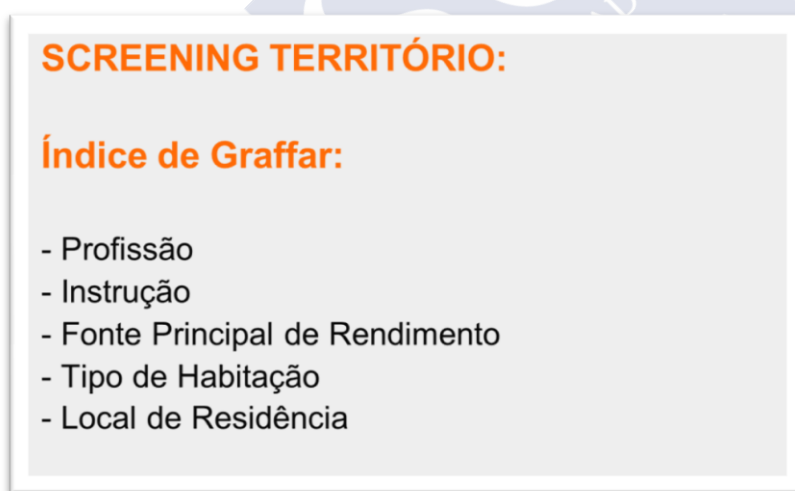 SCREENING TERRITÓRIO:
Índice de Graffar:
- Profissão
- Instrução
- Fonte Principal de Rendimento
- Tipo de Habitação
- Local de Residência